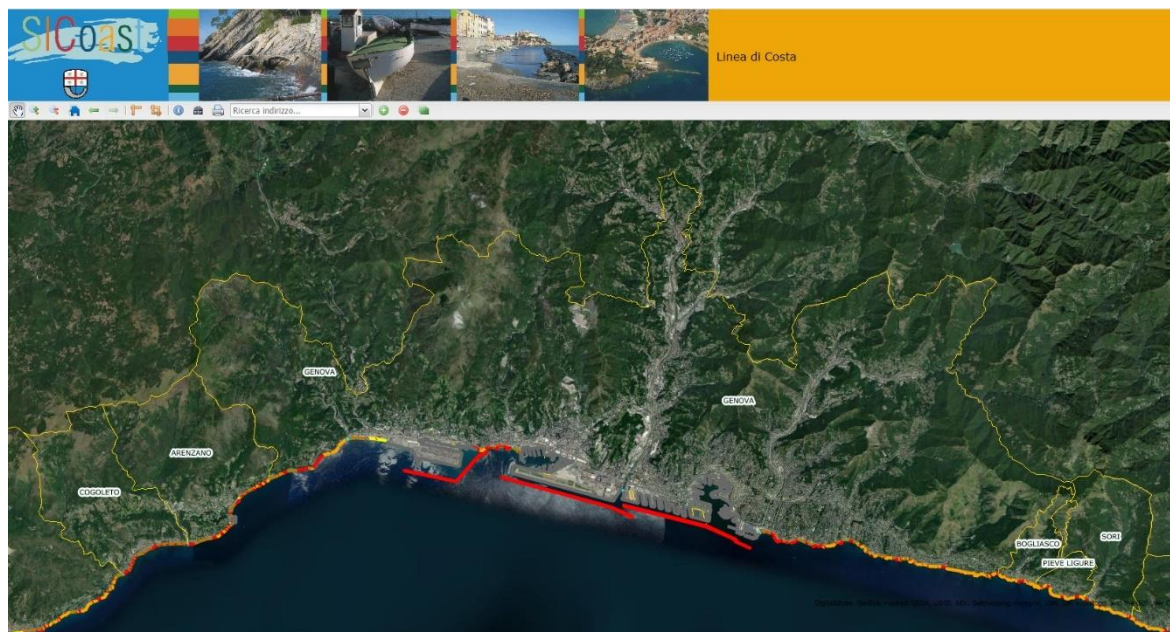 SICoast
Linea di Costa
Ricerca indirizzo...
GENOVA
GENOVA
ARENZANO
COGOLETO
SORI
BOGLIASCO
PIEVE LIGURE